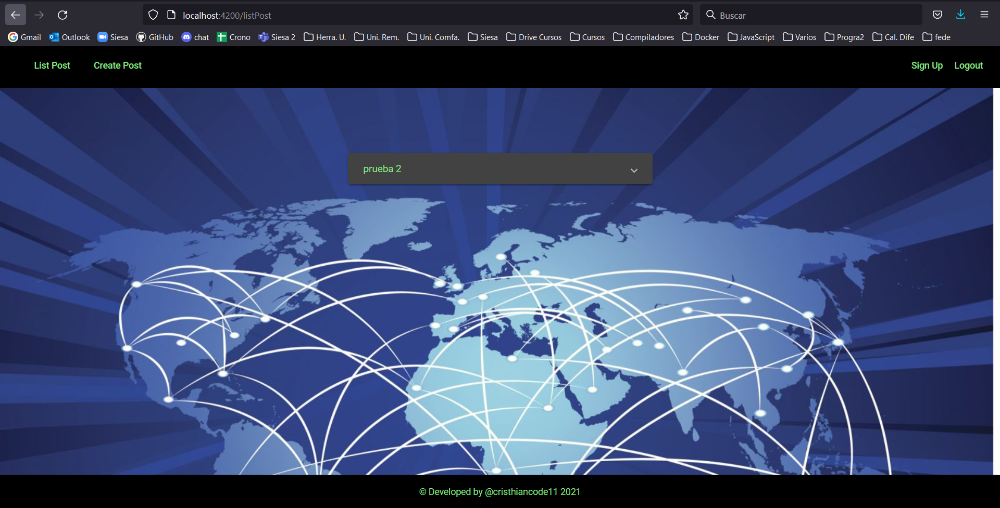 localhost:4200/listPost
Buscar
Gmail Outlook Siesa GitHub chat Crono Siesa 2 Herra. U. Uni. Rem. Uni. Comfa. Siesa Drive Cursos Cursos Compiladores Docker JavaScript Varios Progra2 Cal. Dife fede
List Post Create Post Sign Up Logout
prueba 2
© Developed by @cristhiancode11 2021